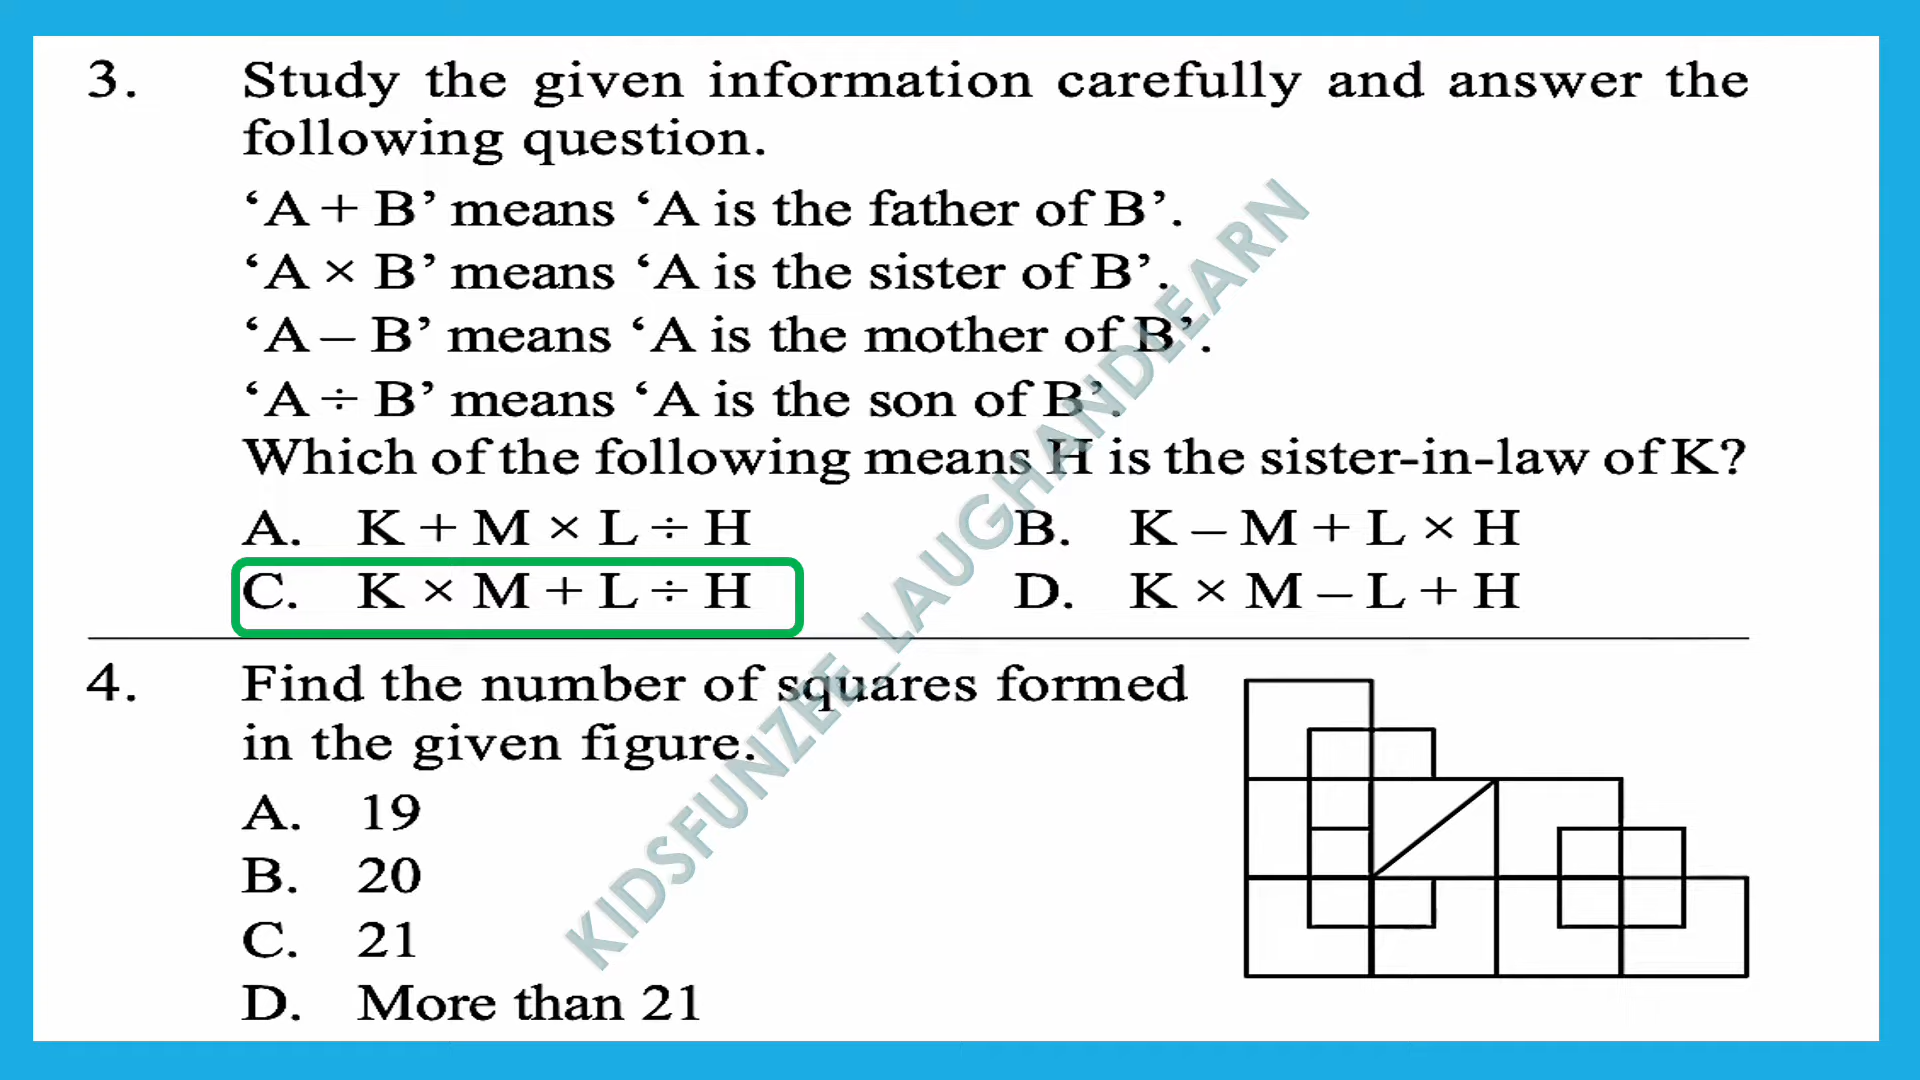 3. Study the given information carefully and answer the
following question.
‘A + B’ means ‘A is the father of B’.
‘A × B’ means ‘A is the sister of B’.
‘A – B’ means ‘A is the mother of B’.
‘A ÷ B’ means ‘A is the son of B’.
Which of the following means H is the sister-in-law of K?
A. K + M × L ÷ H B. K – M + L × H
C. K × M + L ÷ H D. K × M – L + H
4. Find the number of squares formed
in the given figure.
A. 19
B. 20
C. 21
D. More than 21
KIDSFUNZEE_LAUGHANDLEARN